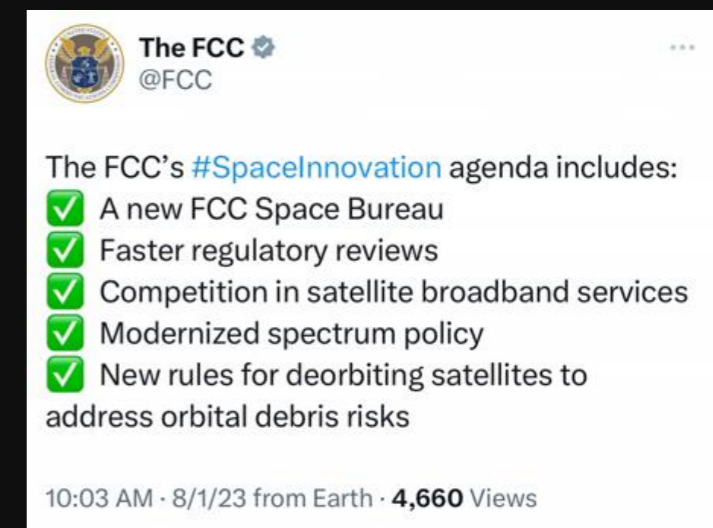 The FCC
@FCC
The FCC’s #SpaceInnovation agenda includes:
✅ A new FCC Space Bureau
✅ Faster regulatory reviews
✅ Competition in satellite broadband services
✅ Modernized spectrum policy
✅ New rules for deorbiting satellites to
address orbital debris risks
10:03 AM · 8/1/23 from Earth · 4,660 Views